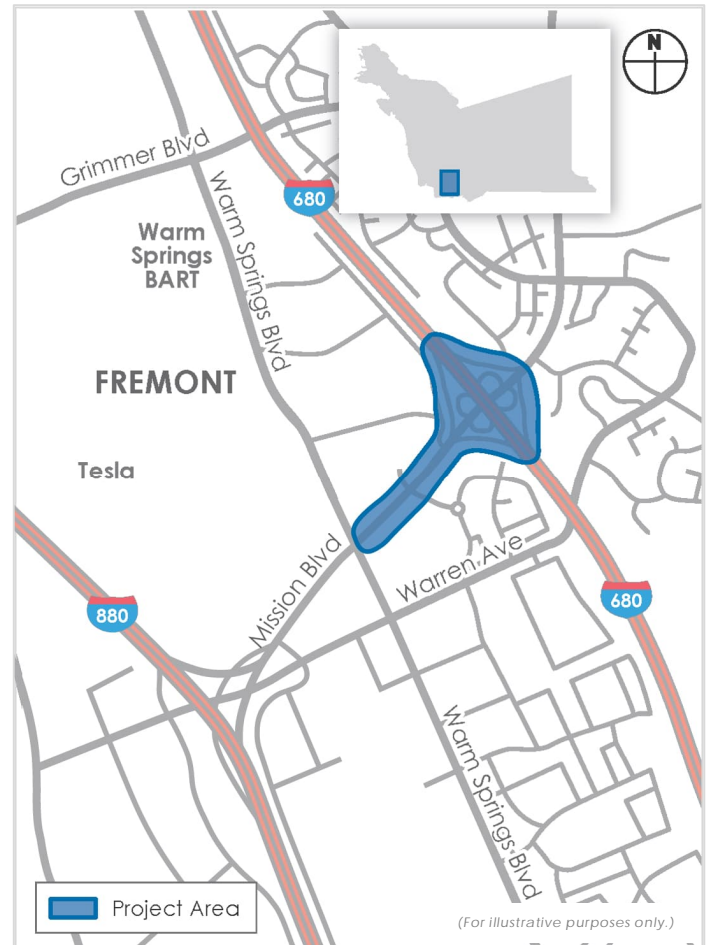 N
Grimmer Blvd
680
Warm
Springs
BART
Warm Springs Blvd
FREMONT
Tesla
880
Mission Blvd
Warren Ave
680
Warm Springs Blvd
Project Area
(For illustrative purposes only.)